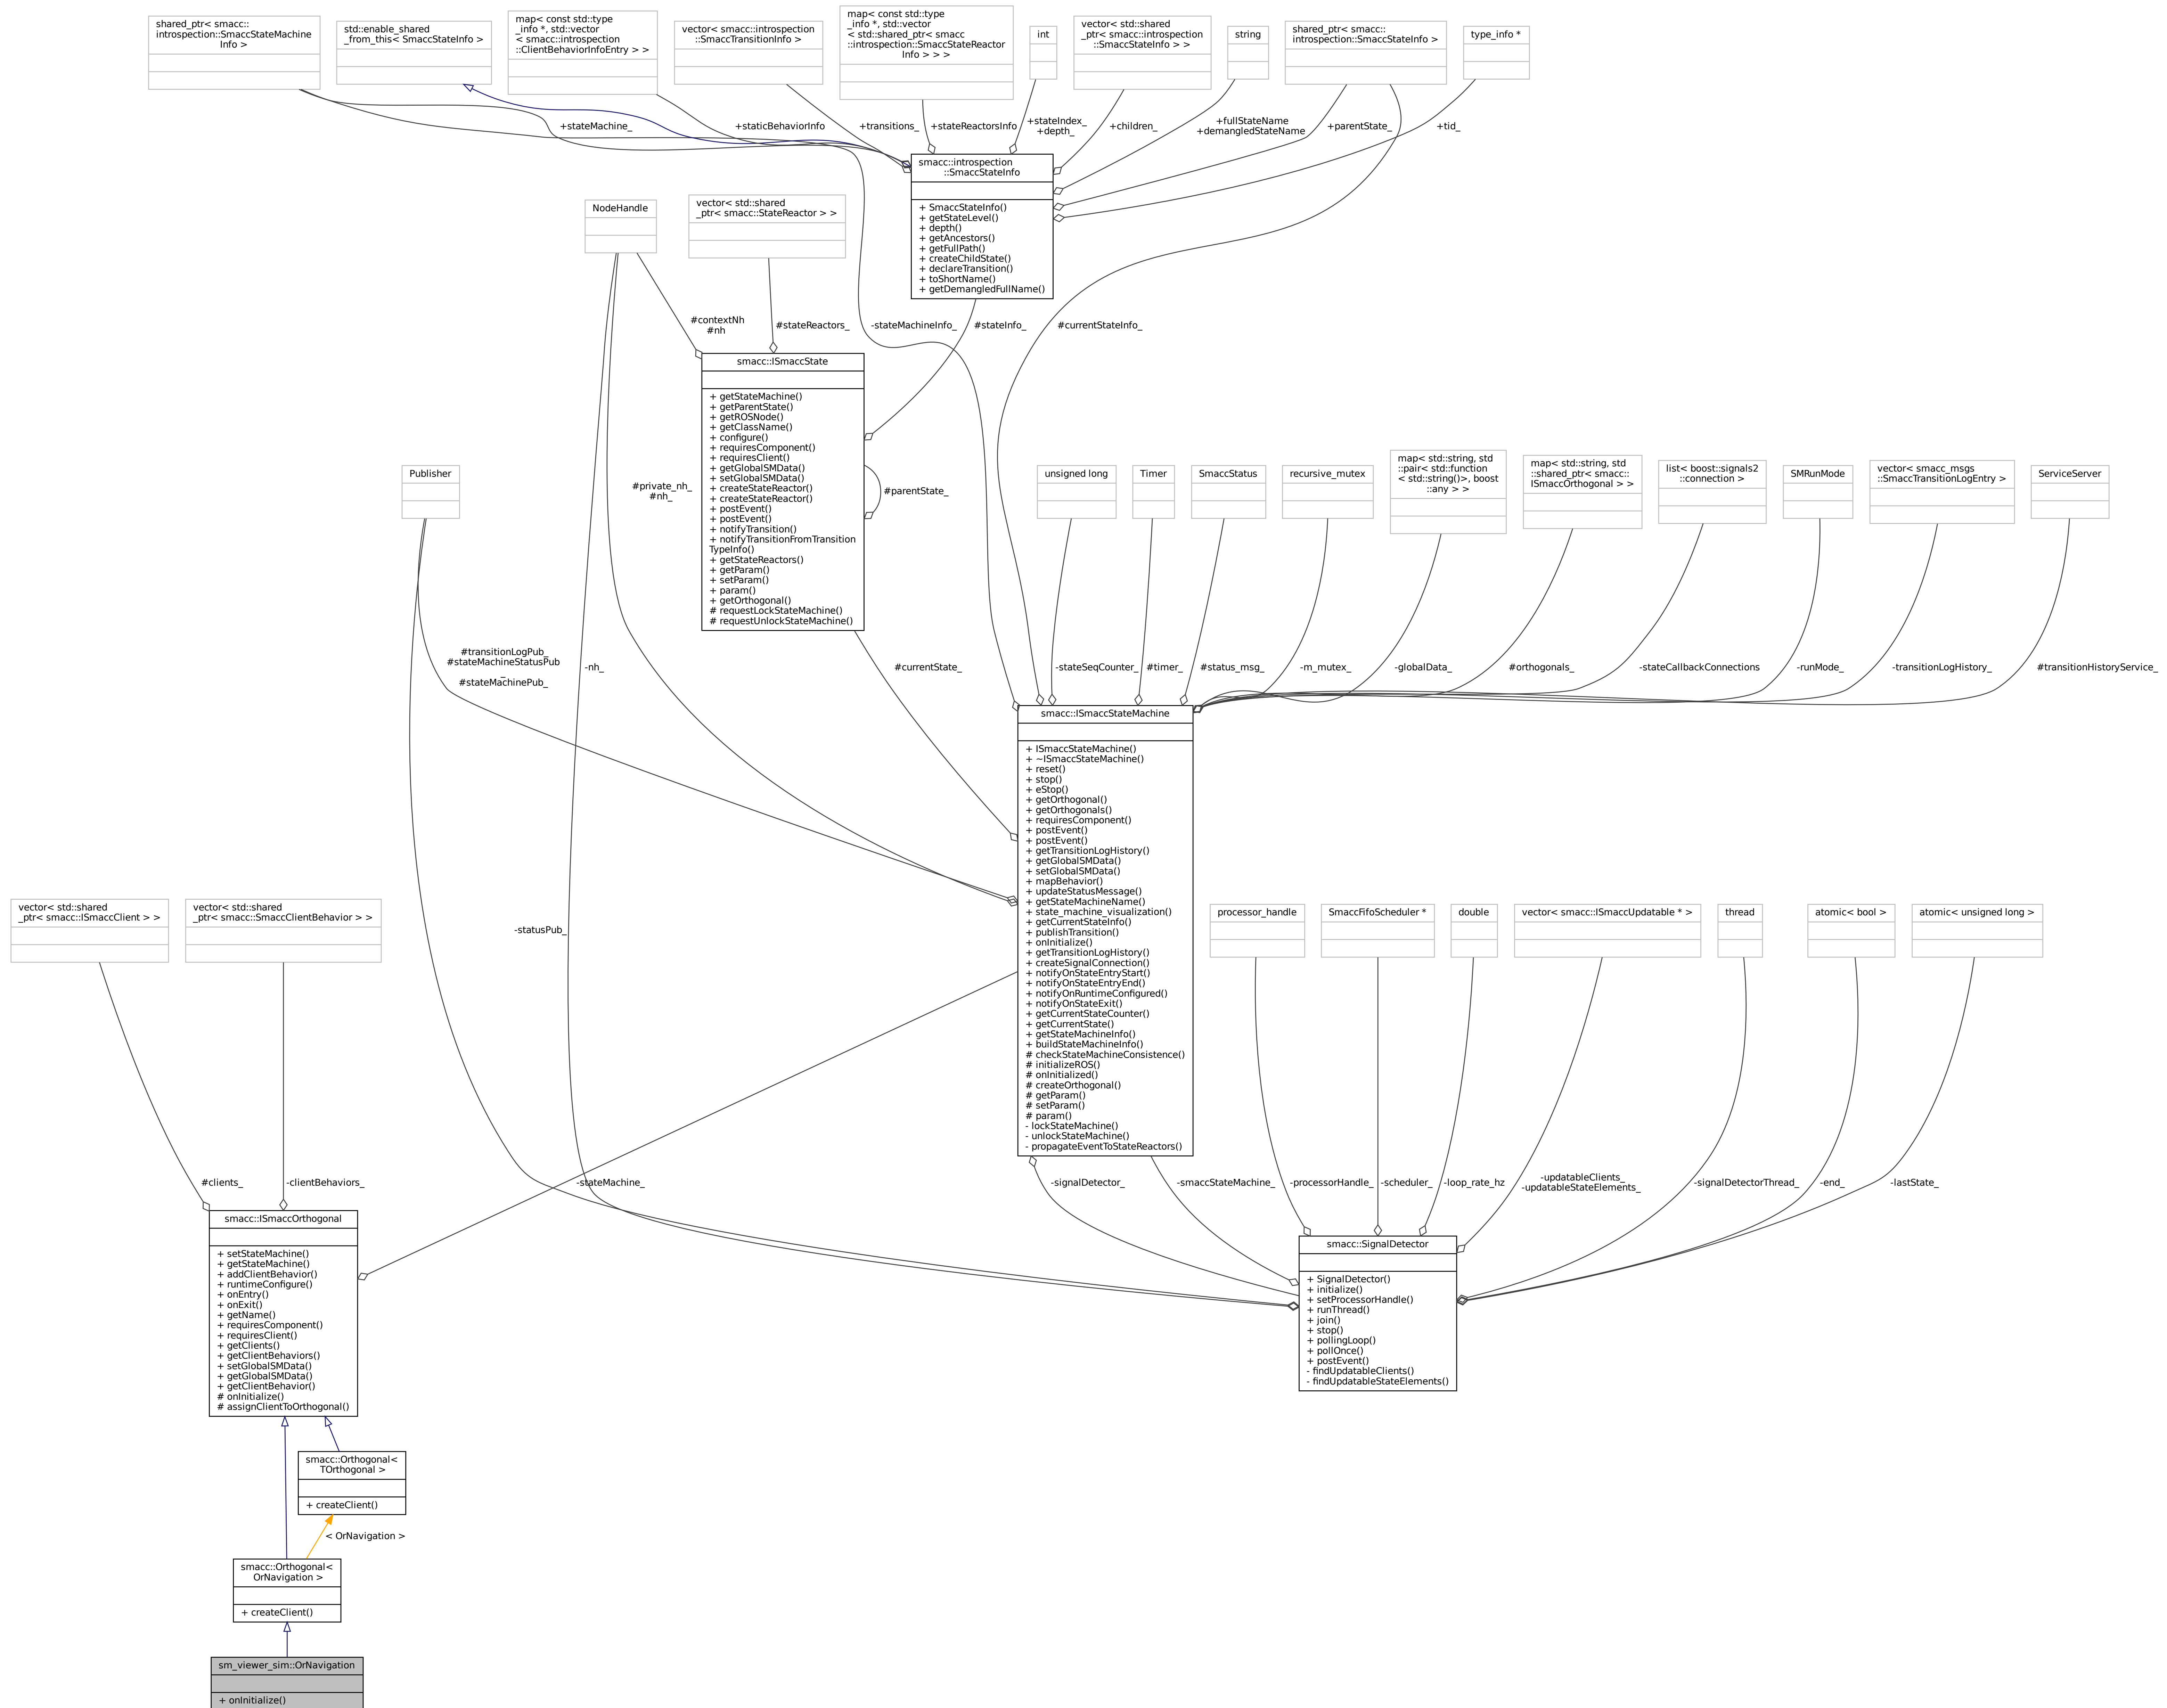 shared_ptr< smacc::
introspection::SmaccStateMachine
Info >
std::enable_shared
_from_this< SmaccStateInfo >
map< const std::type
_info *, std::vector
< smacc::introspection
::ClientBehaviorInfoEntry > >
vector< smacc::introspection
::SmaccTransitionInfo >
map< const std::type
_info *, std::vector
< std::shared_ptr< smacc
::introspection::SmaccStateReactor
Info > > >
int
vector< std::shared
_ptr< smacc::introspection
::SmaccStateInfo > >
string
shared_ptr< smacc::
introspection::SmaccStateInfo >
type_info *
+stateMachine_
+staticBehaviorInfo
+transitions_
+stateReactorsInfo
+stateIndex_
+depth_
+children_
+fullStateName
+demangledStateName
+parentState_
+tid_
smacc::introspection
::SmaccStateInfo
+ SmaccStateInfo()
+ getStateLevel()
+ depth()
+ getAncestors()
+ getFullPath()
+ createChildState()
+ declareTransition()
+ toShortName()
+ getDemangledFullName()
NodeHandle
vector< std::shared
_ptr< smacc::StateReactor > >
#contextNh
#nh
#stateReactors_
-stateMachineInfo_
#stateInfo_
#currentStateInfo_
smacc::ISmaccState
+ getStateMachine()
+ getParentState()
+ getROSNode()
+ getClassName()
+ configure()
+ requiresComponent()
+ requiresClient()
+ getGlobalSMData()
+ setGlobalSMData()
+ createStateReactor()
+ createStateReactor()
+ postEvent()
+ postEvent()
+ notifyTransition()
+ notifyTransitionFromTransition
TypeInfo()
+ getStateReactors()
+ getParam()
+ setParam()
+ param()
+ getOrthogonal()
# requestLockStateMachine()
# requestUnlockStateMachine()
#parentState_
Publisher
#private_nh_
#nh_
unsigned long
Timer
SmaccStatus
recursive_mutex
map< std::string, std
::pair< std::function
< std::string()>, boost
::any > >
map< std::string, std
::shared_ptr< smacc::
ISmaccOrthogonal > >
list< boost::signals2
::connection >
SMRunMode
vector< smacc_msgs
::SmaccTransitionLogEntry >
ServiceServer
#transitionLogPub_
#stateMachineStatusPub
_
#stateMachinePub_
-nh_
#currentState_
-stateSeqCounter_
#timer_
#status_msg_
-m_mutex_
-globalData_
#orthogonals_
-stateCallbackConnections
-runMode_
-transitionLogHistory_
#transitionHistoryService_
smacc::ISmaccStateMachine
+ ISmaccStateMachine()
+ ~ISmaccStateMachine()
+ reset()
+ stop()
+ eStop()
+ getOrthogonal()
+ getOrthogonals()
+ requiresComponent()
+ postEvent()
+ postEvent()
+ getTransitionLogHistory()
+ getGlobalSMData()
+ setGlobalSMData()
+ mapBehavior()
+ updateStatusMessage()
+ getStateMachineName()
+ state_machine_visualization()
+ getCurrentStateInfo()
+ publishTransition()
+ onInitialize()
+ getTransitionLogHistory()
+ createSignalConnection()
+ notifyOnStateEntryStart()
+ notifyOnStateEntryEnd()
+ notifyOnRuntimeConfigured()
+ notifyOnStateExit()
+ getCurrentStateCounter()
+ getCurrentState()
+ getStateMachineInfo()
+ buildStateMachineInfo()
# checkStateMachineConsistence()
# initializeROS()
# onInitialized()
# createOrthogonal()
# getParam()
# setParam()
# param()
- lockStateMachine()
- unlockStateMachine()
- propagateEventToStateReactors()
vector< std::shared
_ptr< smacc::ISmaccClient > >
vector< std::shared
_ptr< smacc::SmaccClientBehavior > >
-statusPub_
processor_handle
SmaccFifoScheduler *
double
vector< smacc::ISmaccUpdatable * >
thread
atomic< bool >
atomic< unsigned long >
#clients_
-clientBehaviors_
-stateMachine_
-signalDetector_
-smaccStateMachine_
-processorHandle_
-scheduler_
-loop_rate_hz
-updatableClients_
-updatableStateElements_
-signalDetectorThread_
-end_
-lastState_
smacc::ISmaccOrthogonal
+ setStateMachine()
+ getStateMachine()
+ addClientBehavior()
+ runtimeConfigure()
+ onEntry()
+ onExit()
+ getName()
+ requiresComponent()
+ requiresClient()
+ getClients()
+ getClientBehaviors()
+ setGlobalSMData()
+ getGlobalSMData()
+ getClientBehavior()
# onInitialize()
# assignClientToOrthogonal()
smacc::SignalDetector
+ SignalDetector()
+ initialize()
+ setProcessorHandle()
+ runThread()
+ join()
+ stop()
+ pollingLoop()
+ pollOnce()
+ postEvent()
- findUpdatableClients()
- findUpdatableStateElements()
smacc::Orthogonal<
TOrthogonal >
+ createClient()
< OrNavigation >
smacc::Orthogonal<
OrNavigation >
+ createClient()
sm_viewer_sim::OrNavigation
+ onInitialize()